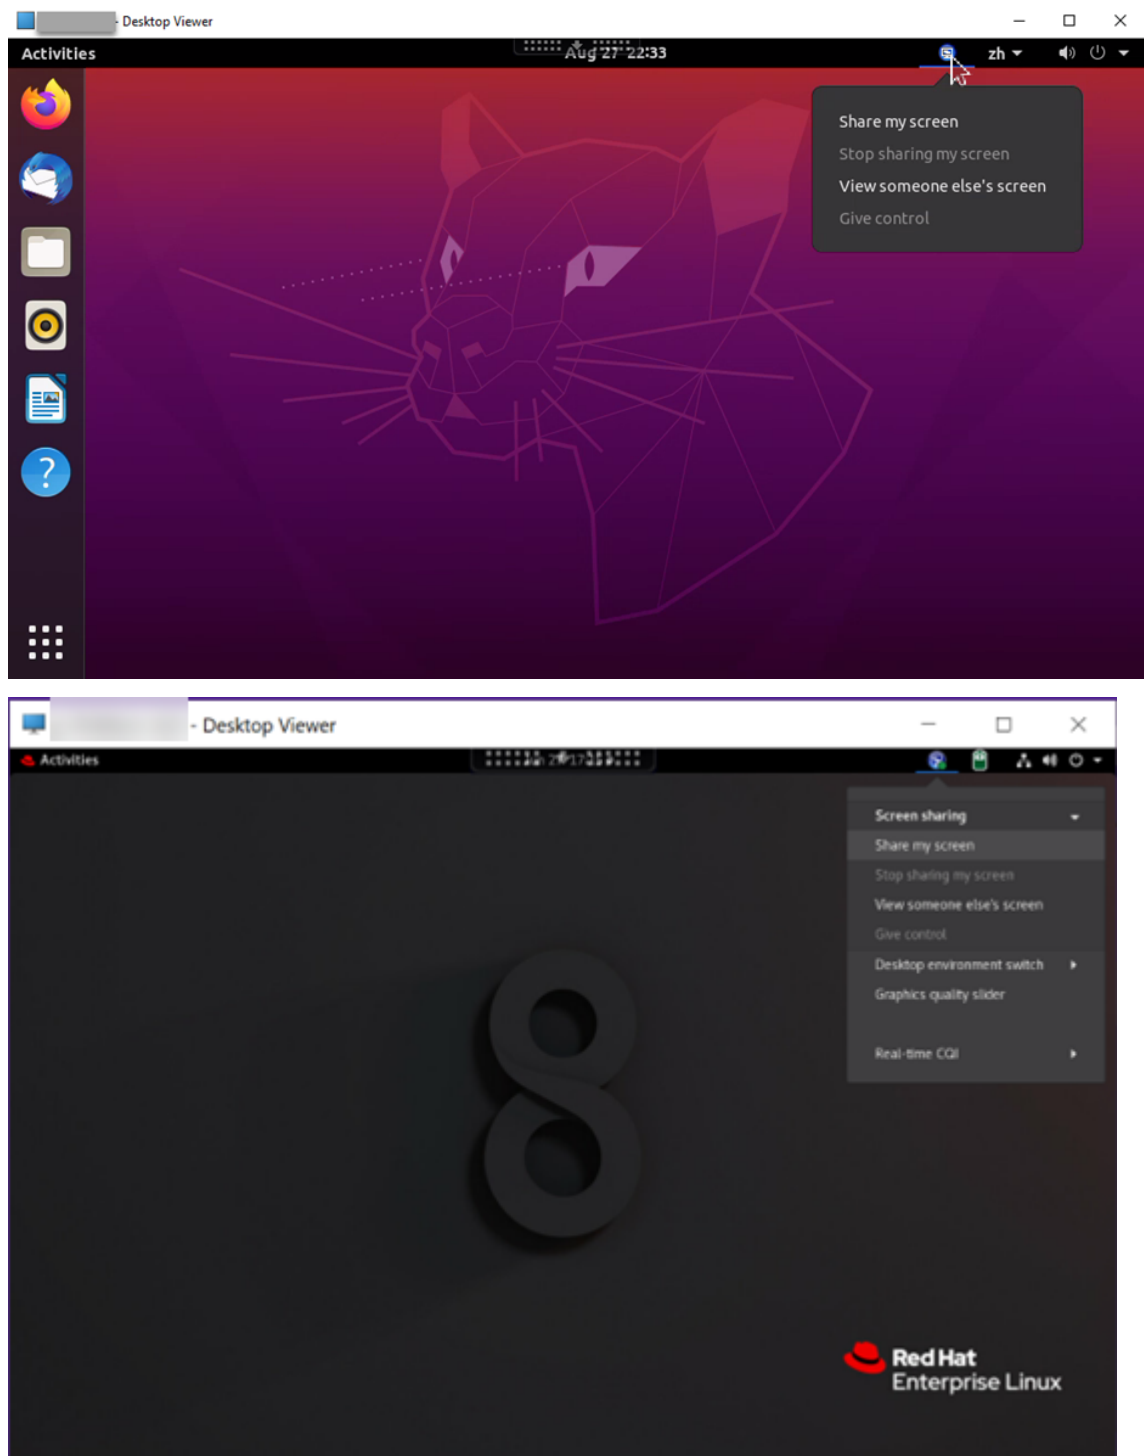 - Desktop Viewer
Activities
Aug 27 22:33
zh
Share my screen
Stop sharing my screen
View someone else's screen
Give control
?
- Desktop Viewer
Activities
Screen sharing
Share my screen
Stop sharing my screen
View someone else's screen
Give control
Desktop environment switch
Graphics quality slider
Real-time CQI
8
Red Hat
Enterprise Linux